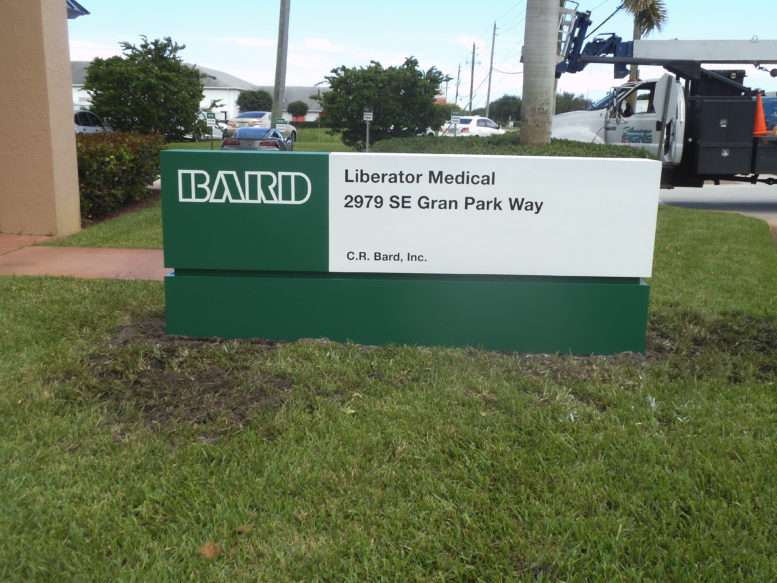 BARD
Liberator Medical
2979 SE Gran Park Way
C.R. Bard, Inc.